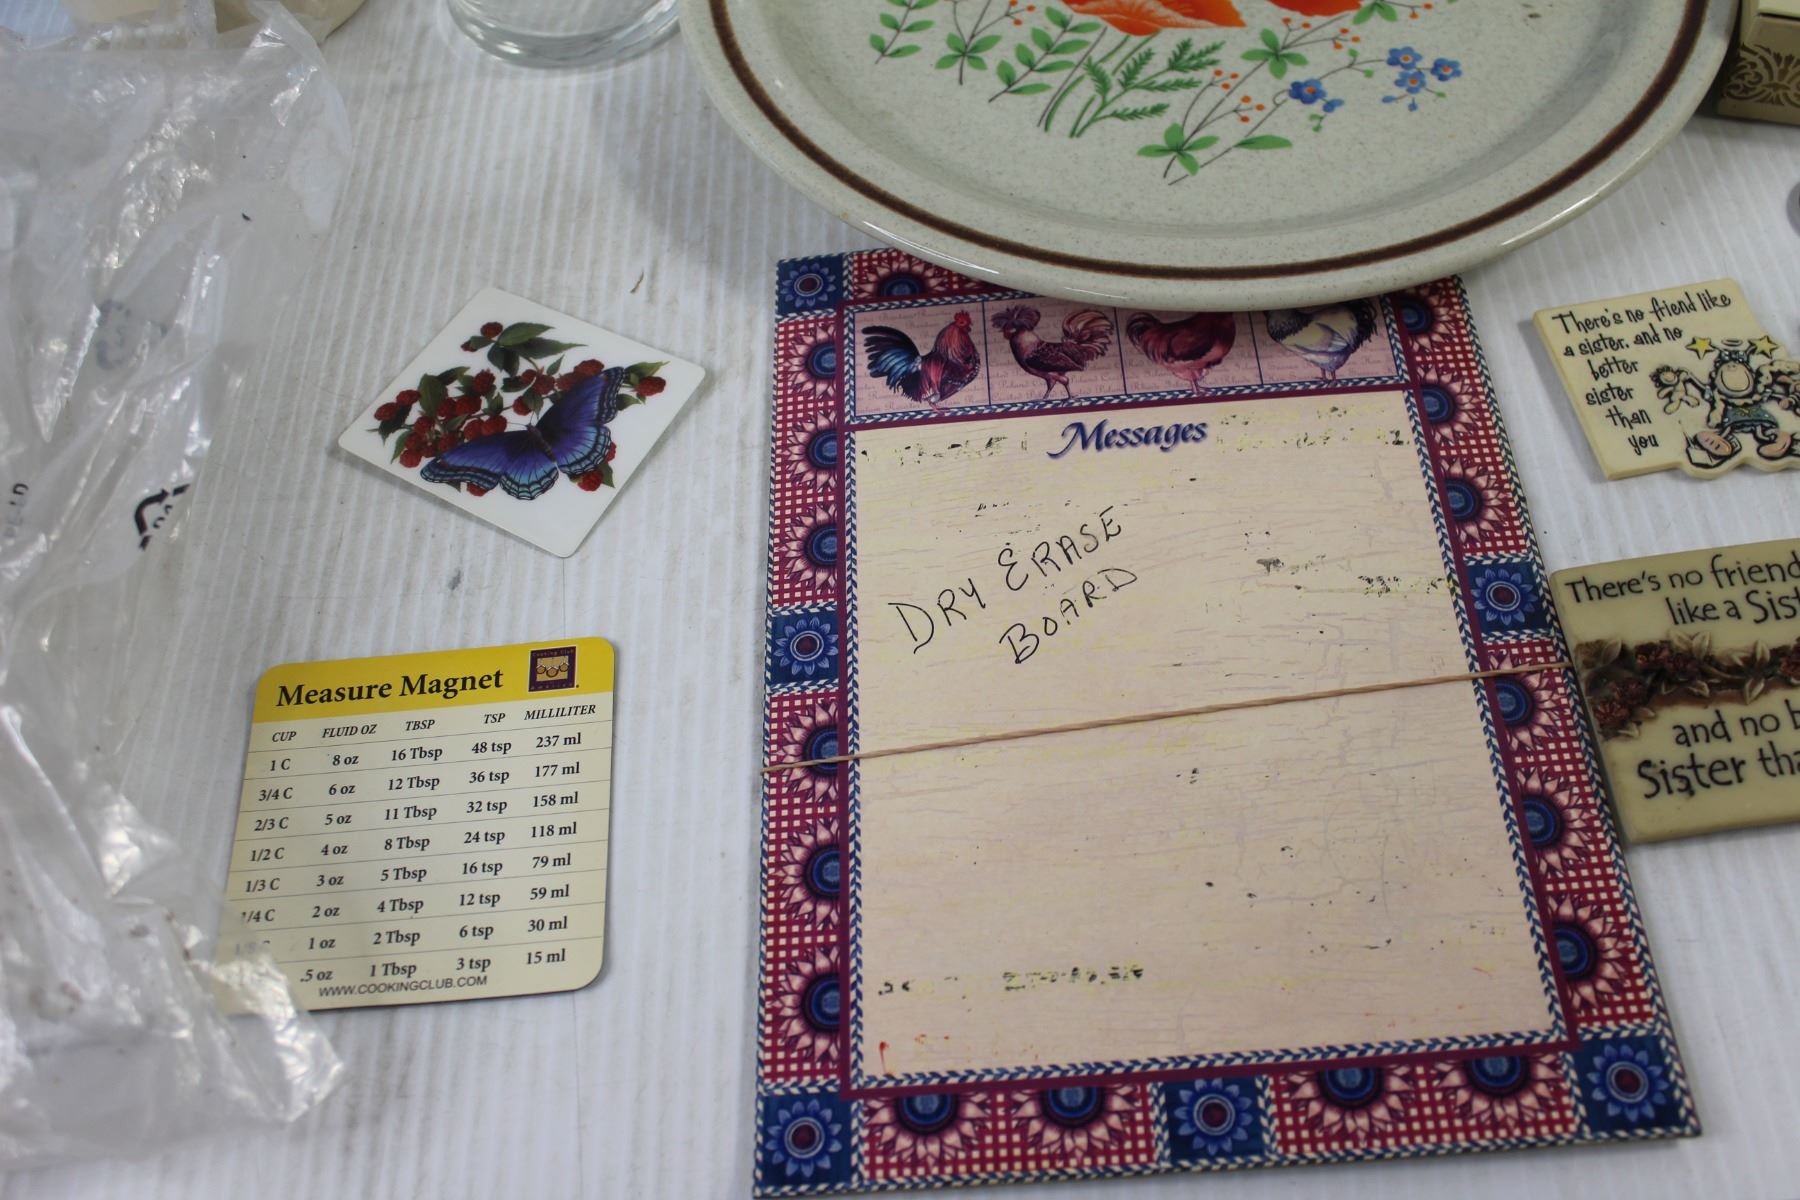 There's no friend like
a sister, and no
better
sister
than
you
Messages
DRY ERASE
BOARD
There's no friend
like a Sist
and no b
Sister tha
Measure Magnet
Cooking Club
America
CUP FLUID OZ TBSP TSP MILLILITER
1 C 8 oz 16 Tbsp 48 tsp 237 ml
3/4 C 6 oz 12 Tbsp 36 tsp 177 ml
2/3 C 5 oz 11 Tbsp 32 tsp 158 ml
1/2 C 4 oz 8 Tbsp 24 tsp 118 ml
1/3 C 3 oz 5 Tbsp 16 tsp 79 ml
1/4 C 2 oz 4 Tbsp 12 tsp 59 ml
1/8 C 1 oz 2 Tbsp 6 tsp 30 ml
.5 oz 1 Tbsp 3 tsp 15 ml
WWW.COOKINGCLUB.COM